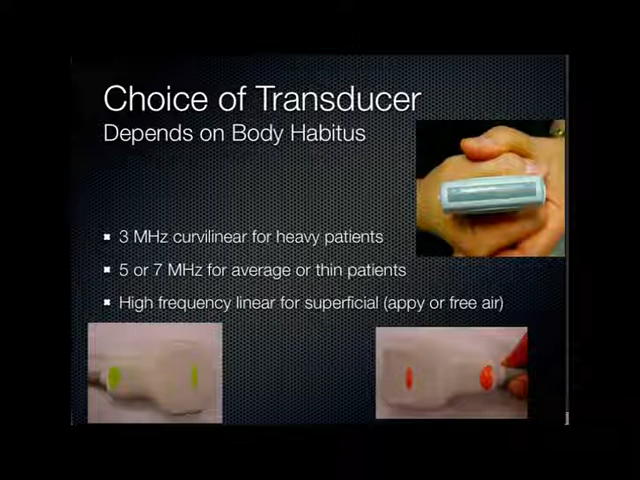 Choice of Transducer
Depends on Body Habitus
3 MHz curvilinear for heavy patients
5 or 7 MHz for average or thin patients
High frequency linear for superficial (appy or free air)